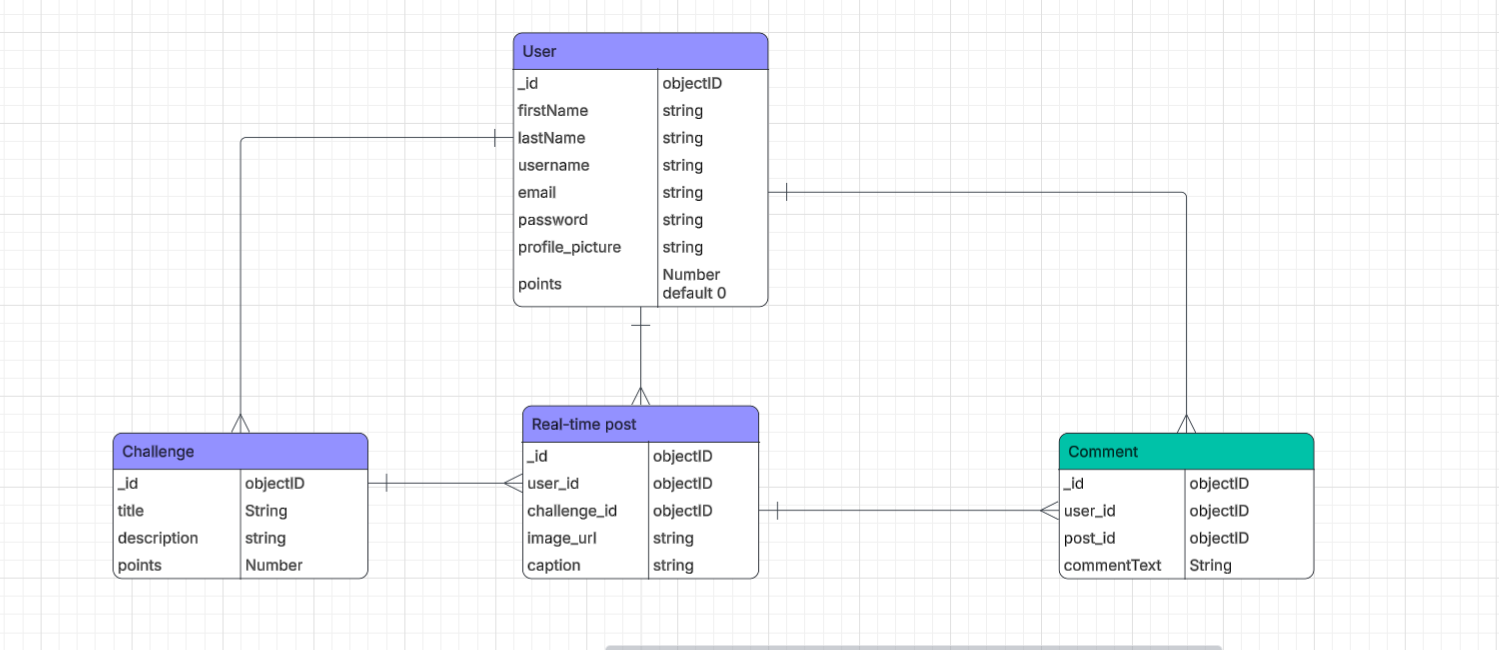 User
_id objectID
firstName string
lastName string
username string
email string
password string
profile_picture string
points Number
default 0
Challenge
_id objectID
title String
description string
points Number
Real-time post
_id objectID
user_id objectID
challenge_id objectID
image_url string
caption string
Comment
_id objectID
user_id objectID
post_id objectID
commentText String